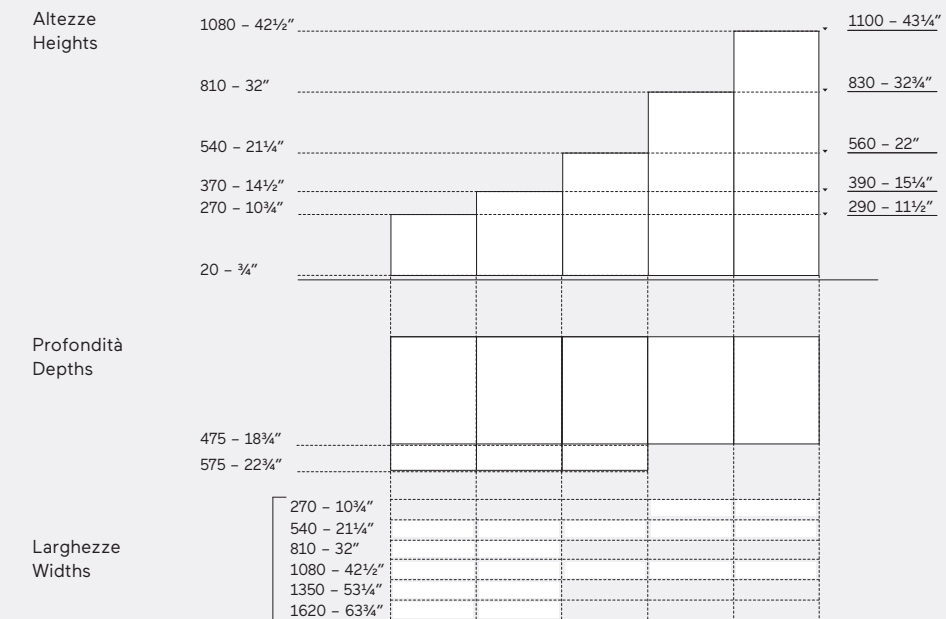 Altezze
Heights
1080 – 42½″
1100 – 43¼″
810 – 32″
830 – 32¾″
540 – 21¼″
560 – 22″
370 – 14½″
390 – 15¼″
270 – 10¾″
290 – 11½″
20 – ¾″
Profondità
Depths
475 – 18¾″
575 – 22¾″
Larghezze
Widths
270 – 10¾″
540 – 21¼″
810 – 32″
1080 – 42½″
1350 – 53¼″
1620 – 63¾″